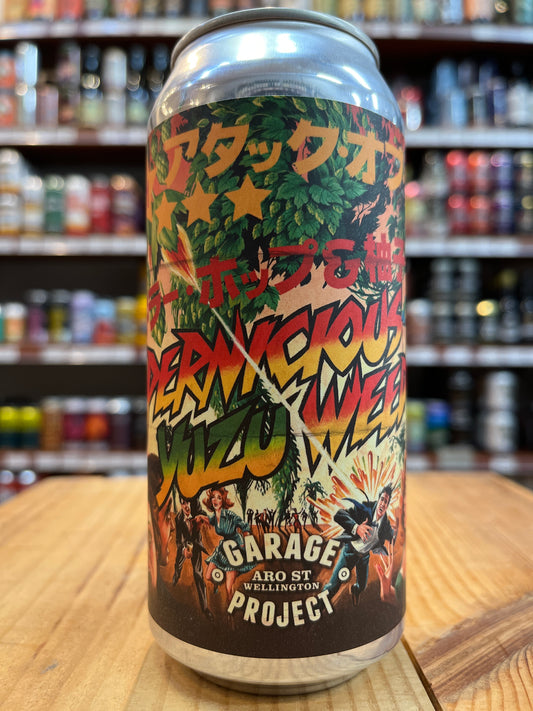 アタック・オブ
ー・ホップ&柚子
PERNICIOUS
YUZU WEED
GARAGE
ARO ST
WELLINGTON
PROJECT